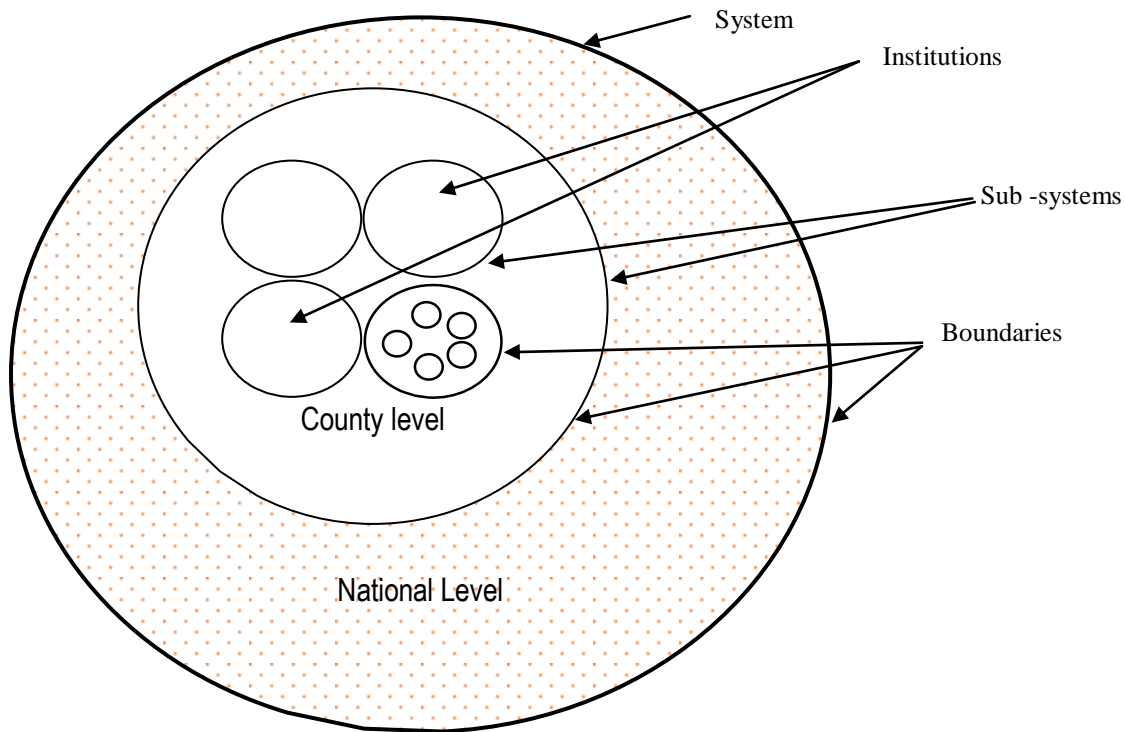 System
Institutions
Sub -systems
Boundaries
County level
National Level